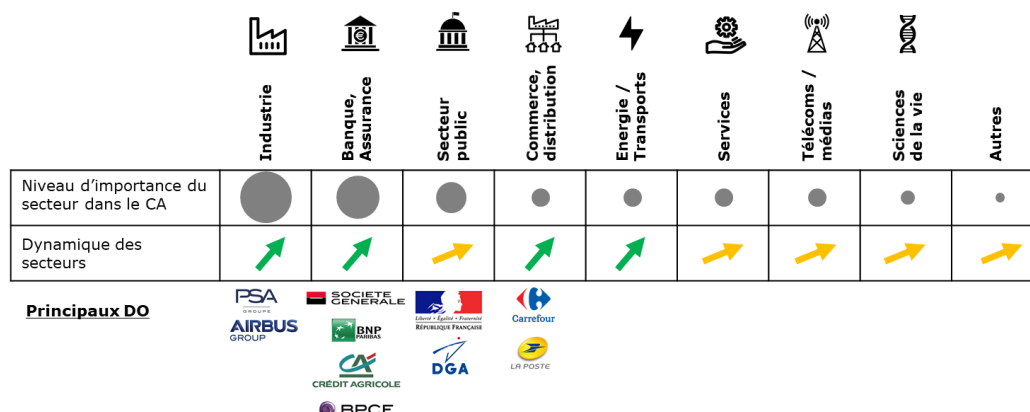 Industrie
Banque,
Assurance
Secteur
public
Commerce,
distribution
Energie /
Transports
Services
Télécoms /
médias
Sciences
de la vie
Autres
Niveau d’importance du
secteur dans le CA
Dynamique des
secteurs
Principaux DO
PSA
GROUPE
AIRBUS
GROUP
SOCIETE
GENERALE
BNP
PARIBAS
CA
CRÉDIT AGRICOLE
BPCE
Liberté • Égalité • Fraternité
RÉPUBLIQUE FRANÇAISE
DGA
Carrefour
LA POSTE